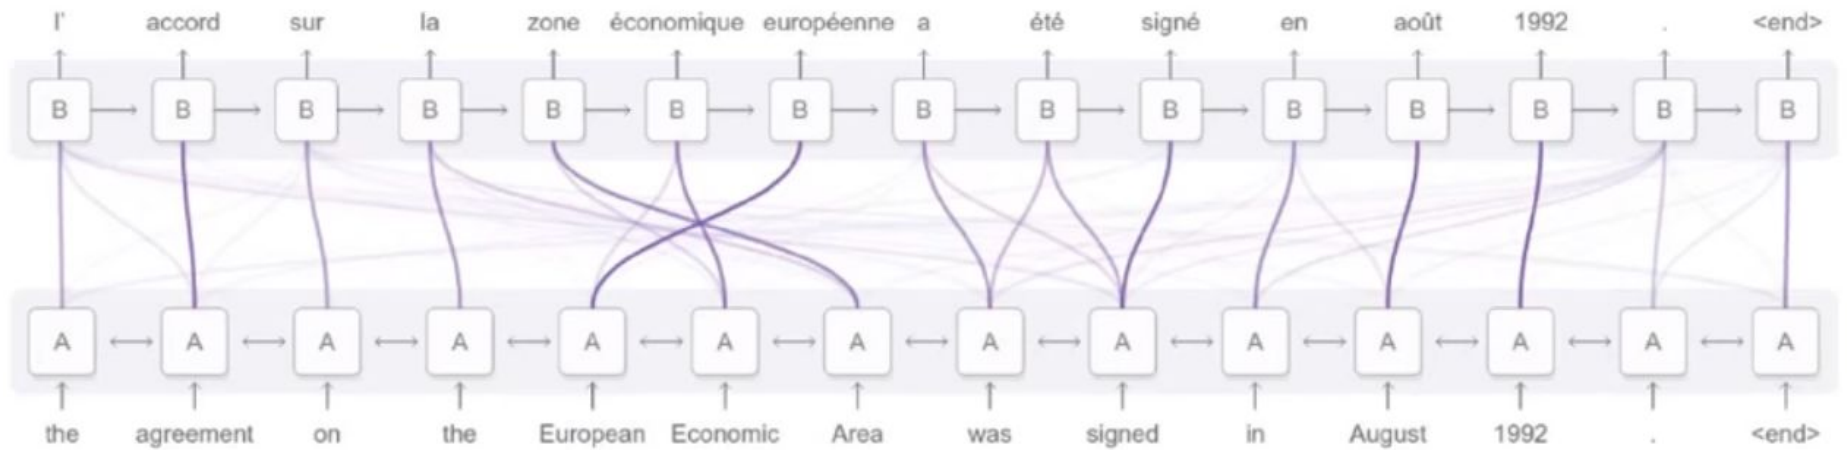 l' accord sur la zone économique européenne a été signé en août 1992 . <end>
B B B B B B B B B B B B B B B
A A A A A A A A A A A A A A
the agreement on the European Economic Area was signed in August 1992 . <end>